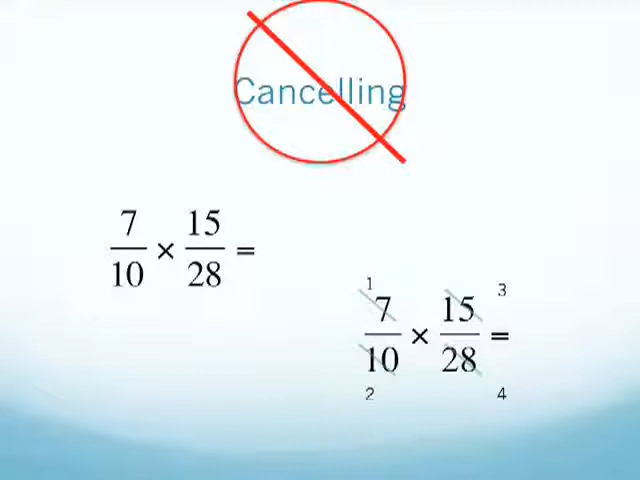 Cancelling
7/10 × 15/28 =
1 3
7/10 × 15/28 =
2 4